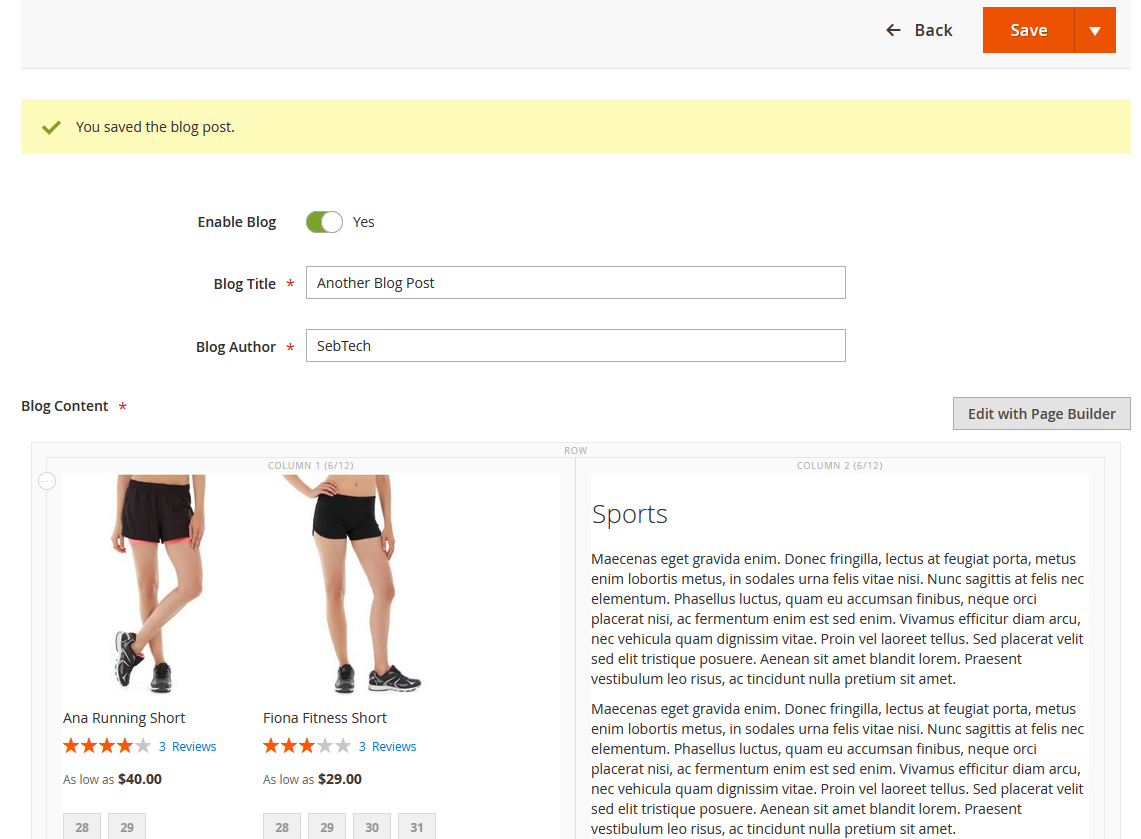 ← Back
Save
You saved the blog post.
Enable Blog
Yes
Blog Title *
Another Blog Post
Blog Author *
SebTech
Blog Content *
Edit with Page Builder
ROW
COLUMN 1 (6/12)
Ana Running Short
3 Reviews
As low as $40.00
28 29
Fiona Fitness Short
3 Reviews
As low as $29.00
28 29 30 31
COLUMN 2 (6/12)
Sports
Maecenas eget gravida enim. Donec fringilla, lectus at feugiat porta, metus
enim lobortis metus, in sodales urna felis vitae nisi. Nunc sagittis at felis nec
elementum. Phasellus luctus, quam eu accumsan finibus, neque orci
placerat nisi, ac fermentum enim est sed enim. Vivamus efficitur diam arcu,
nec vehicula quam dignissim vitae. Proin vel laoreet tellus. Sed placerat velit
sed elit tristique posuere. Aenean sit amet blandit lorem. Praesent
vestibulum leo risus, ac tincidunt nulla pretium sit amet.
Maecenas eget gravida enim. Donec fringilla, lectus at feugiat porta, metus
enim lobortis metus, in sodales urna felis vitae nisi. Nunc sagittis at felis nec
elementum. Phasellus luctus, quam eu accumsan finibus, neque orci
placerat nisi, ac fermentum enim est sed enim. Vivamus efficitur diam arcu,
nec vehicula quam dignissim vitae. Proin vel laoreet tellus. Sed placerat velit
sed elit tristique posuere. Aenean sit amet blandit lorem. Praesent
vestibulum leo risus, ac tincidunt nulla pretium sit amet.